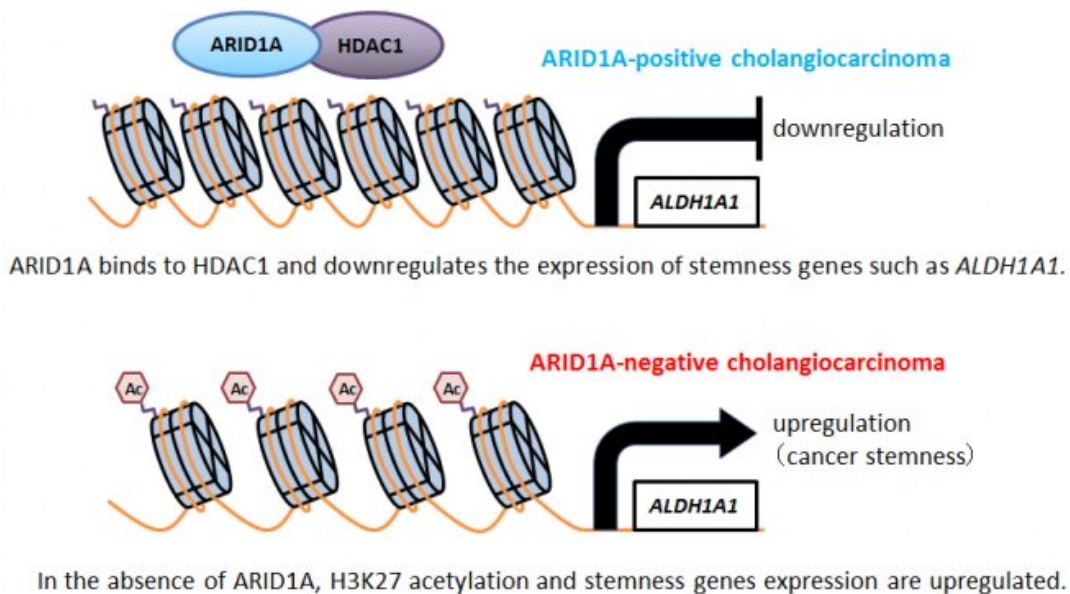 ARID1A HDAC1
ARID1A-positive cholangiocarcinoma
downregulation
ALDH1A1
ARID1A binds to HDAC1 and downregulates the expression of stemness genes such as ALDH1A1.
ARID1A-negative cholangiocarcinoma
Ac Ac Ac Ac
upregulation
（cancer stemness）
ALDH1A1
In the absence of ARID1A, H3K27 acetylation and stemness genes expression are upregulated.